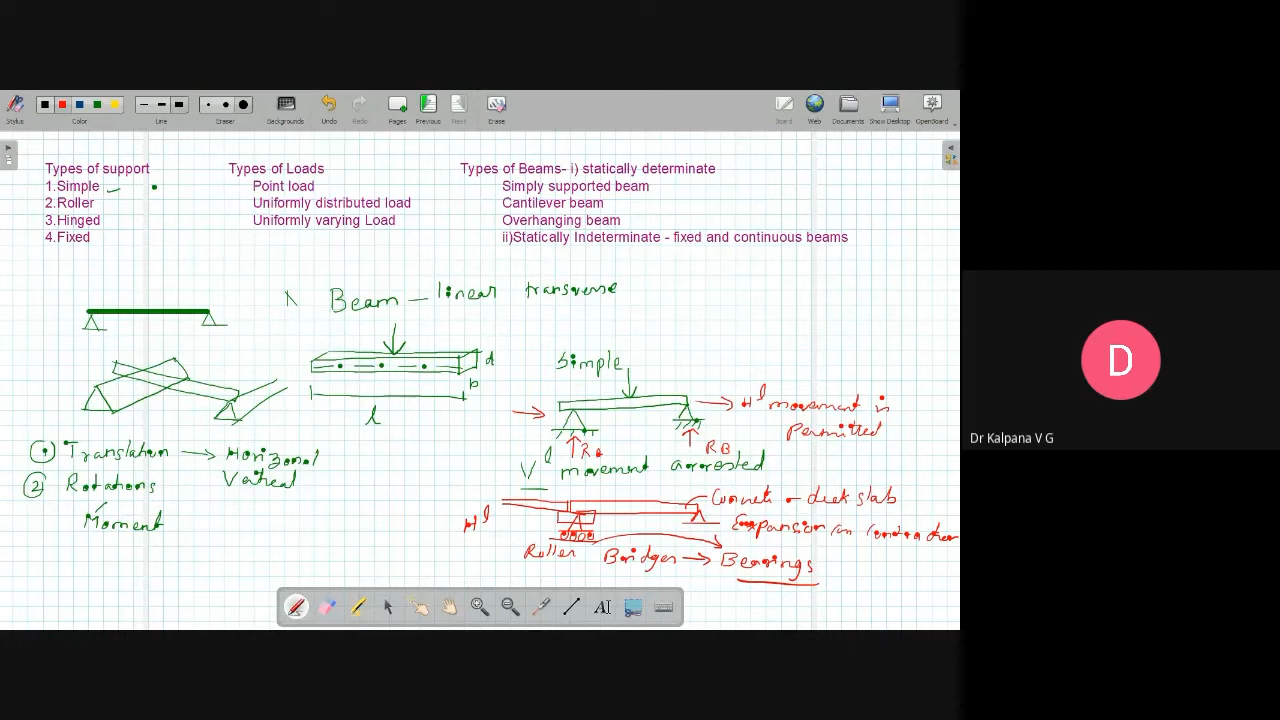 Stylus
Color
Line
Eraser
Backgrounds
Undo
Redo
Pages
Previous
Next
Erase
Board
Web
Documents
Show Desktop
OpenBoard
Types of support
1.Simple
2.Roller
3.Hinged
4.Fixed
Types of Loads
Point load
Uniformly distributed load
Uniformly varying Load
Types of Beams- i) statically determinate
Simply supported beam
Cantilever beam
Overhanging beam
ii)Statically Indeterminate - fixed and continuous beams
Beam — linear transverse
d
b
l
Simple
Hl movement is
Permitted
RA
RB
Vl movement arrested
① Translation → Horizonal
Vertical
② Rotations
Moment
Hl
deck slab
Expansion
Roller
Bridges → Bearings
AI
D
Dr Kalpana V G